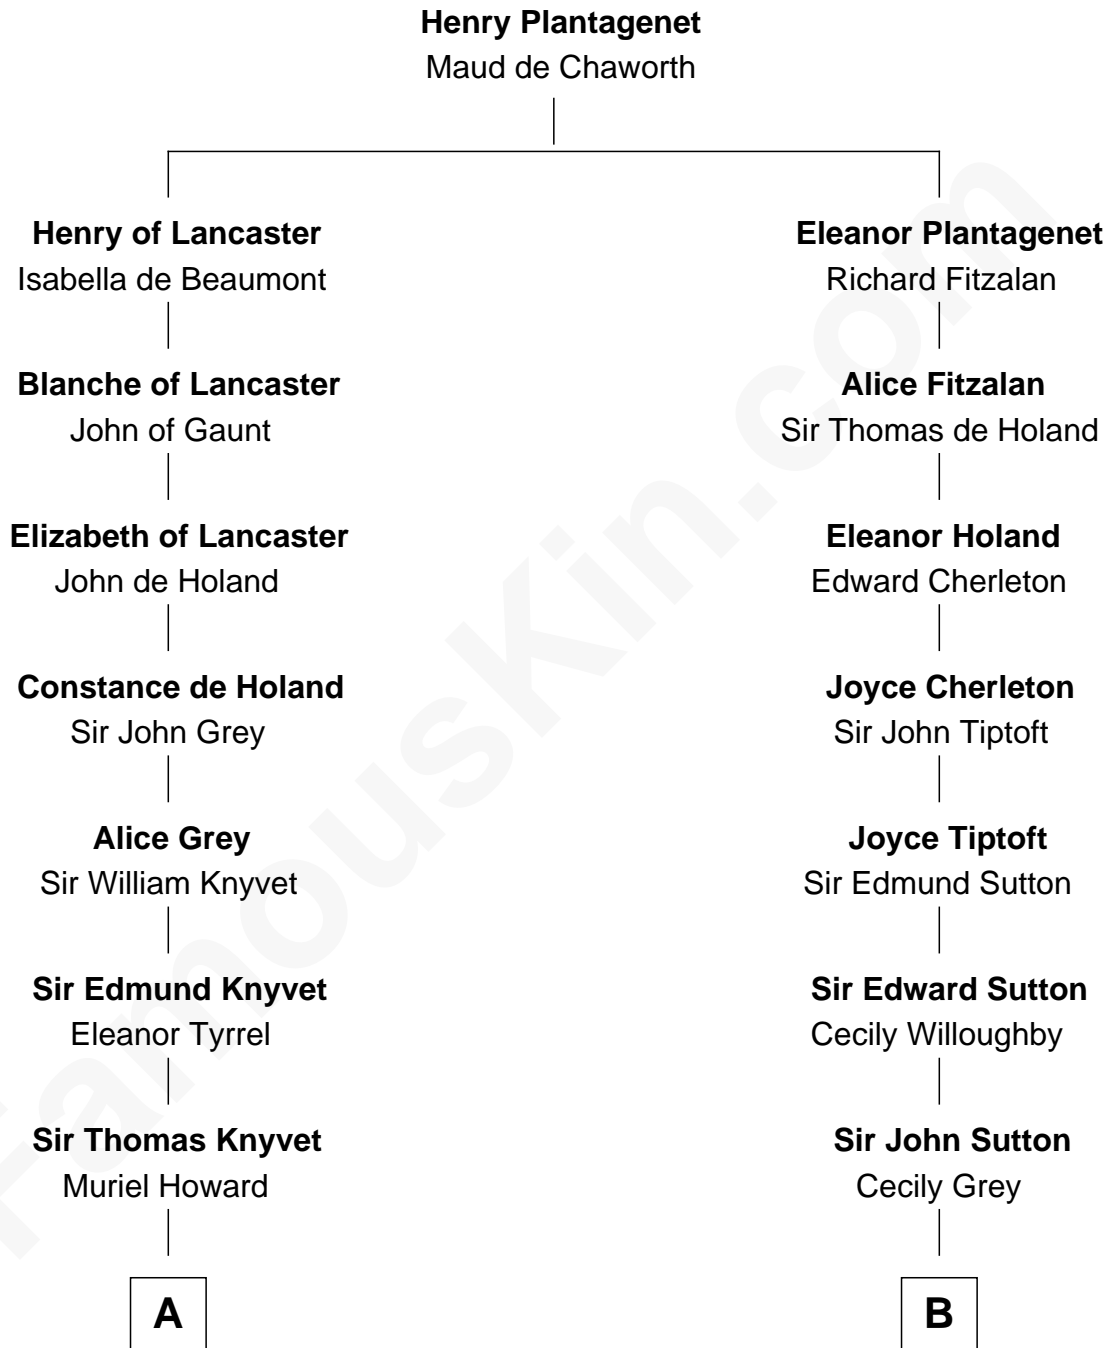 Henry Plantagenet
Maud de Chaworth
Henry of Lancaster
Isabella de Beaumont
Eleanor Plantagenet
Richard Fitzalan
Blanche of Lancaster
John of Gaunt
Alice Fitzalan
Sir Thomas de Holand
Elizabeth of Lancaster
John de Holand
Eleanor Holand
Edward Cherleton
Constance de Holand
Sir John Grey
Joyce Cherleton
Sir John Tiptoft
Alice Grey
Sir William Knyvet
Joyce Tiptoft
Sir Edmund Sutton
Sir Edmund Knyvet
Eleanor Tyrrel
Sir Edward Sutton
Cecily Willoughby
Sir Thomas Knyvet
Muriel Howard
Sir John Sutton
Cecily Grey
A
B
FamousKin.com